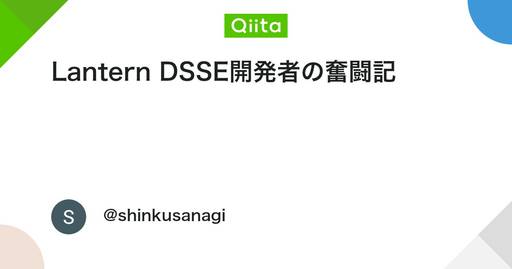 Qiita
Lantern DSSE開発者の奮闘記
S
@shinkusanagi